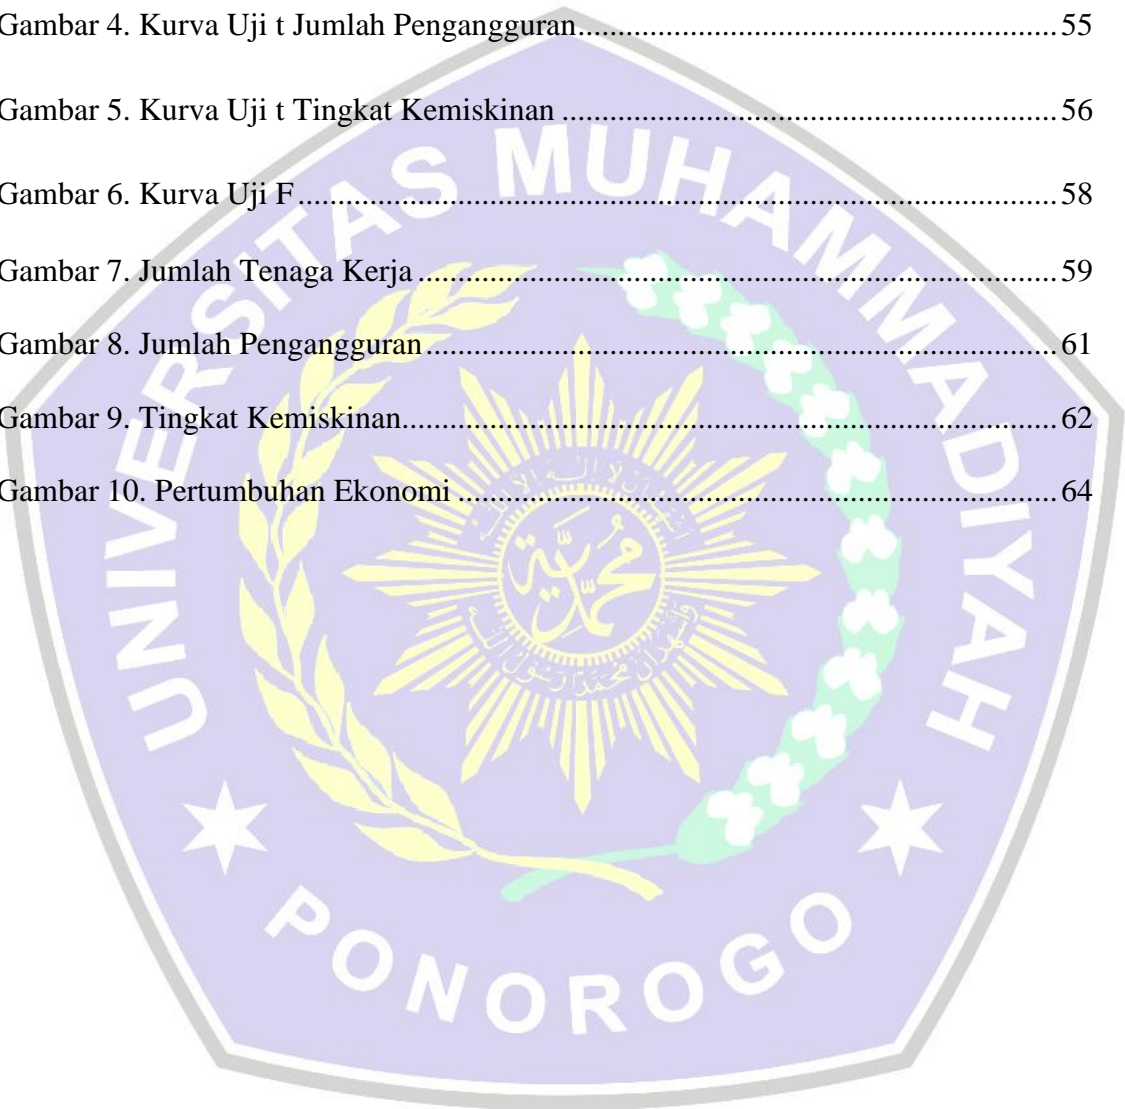 Gambar 4. Kurva Uji t Jumlah Pengangguran............................................................ 55
Gambar 5. Kurva Uji t Tingkat Kemiskinan .............................................................. 56
Gambar 6. Kurva Uji F............................................................................................... 58
Gambar 7. Jumlah Tenaga Kerja ................................................................................ 59
Gambar 8. Jumlah Pengangguran............................................................................... 61
Gambar 9. Tingkat Kemiskinan.................................................................................. 62
Gambar 10. Pertumbuhan Ekonomi ........................................................................... 64
UNIVERSITAS MUHAMMADIYAH
PONOROGO
محمدية